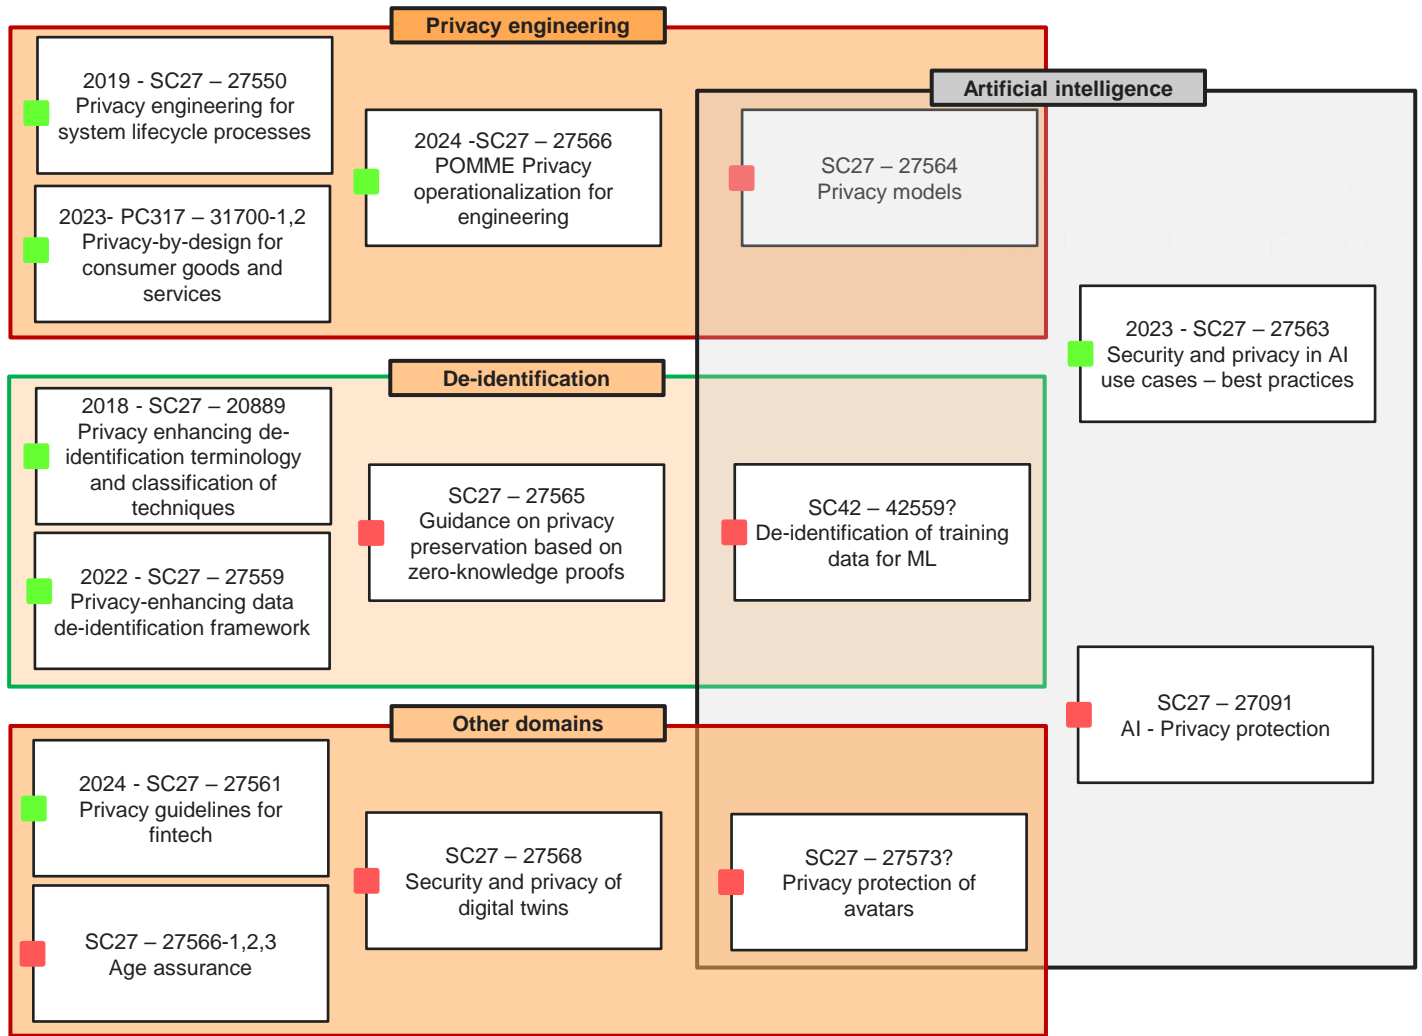 Privacy engineering
2019 - SC27 – 27550
Privacy engineering for
system lifecycle processes
2023- PC317 – 31700-1,2
Privacy-by-design for
consumer goods and
services
2024 -SC27 – 27566
POMME Privacy
operationalization for
engineering
Artificial intelligence
SC27 – 27564
Privacy models
2023 - SC27 – 27563
Security and privacy in AI
use cases – best practices
De-identification
2018 - SC27 – 20889
Privacy enhancing de-
identification terminology
and classification of
techniques
2022 - SC27 – 27559
Privacy-enhancing data
de-identification framework
SC27 – 27565
Guidance on privacy
preservation based on
zero-knowledge proofs
SC42 – 42559?
De-identification of training
data for ML
SC27 – 27091
AI - Privacy protection
Other domains
2024 - SC27 – 27561
Privacy guidelines for
fintech
SC27 – 27566-1,2,3
Age assurance
SC27 – 27568
Security and privacy of
digital twins
SC27 – 27573?
Privacy protection of
avatars